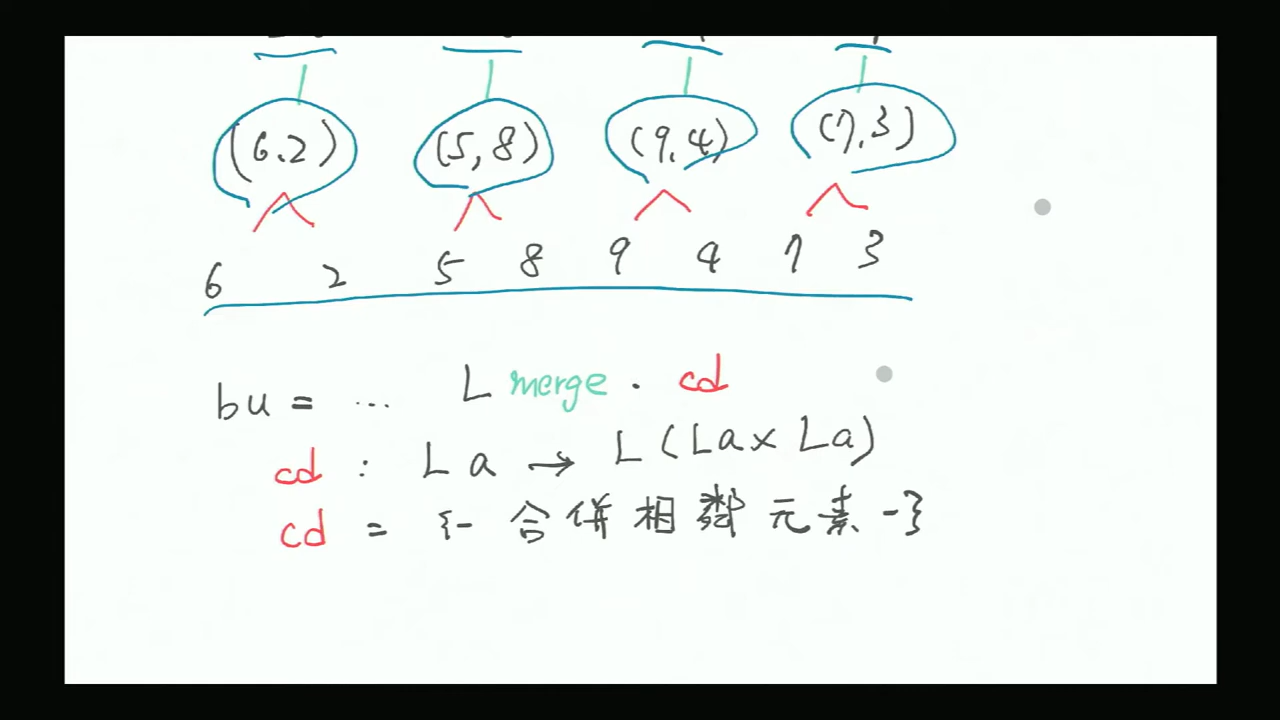 (6,2) (5,8) (9,4) (7,3)
6 2 5 8 9 4 7 3
bu = ... L merge · cd
cd : L a → L (La × La)
cd = {- 合併相鄰元素 -}